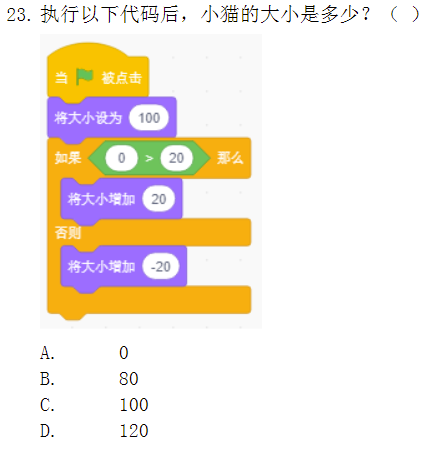 23. 执行以下代码后，小猫的大小是多少？（ ）
当 被点击
将大小设为 100
如果 0 > 20 那么
将大小增加 20
否则
将大小增加 -20
A. 0
B. 80
C. 100
D. 120